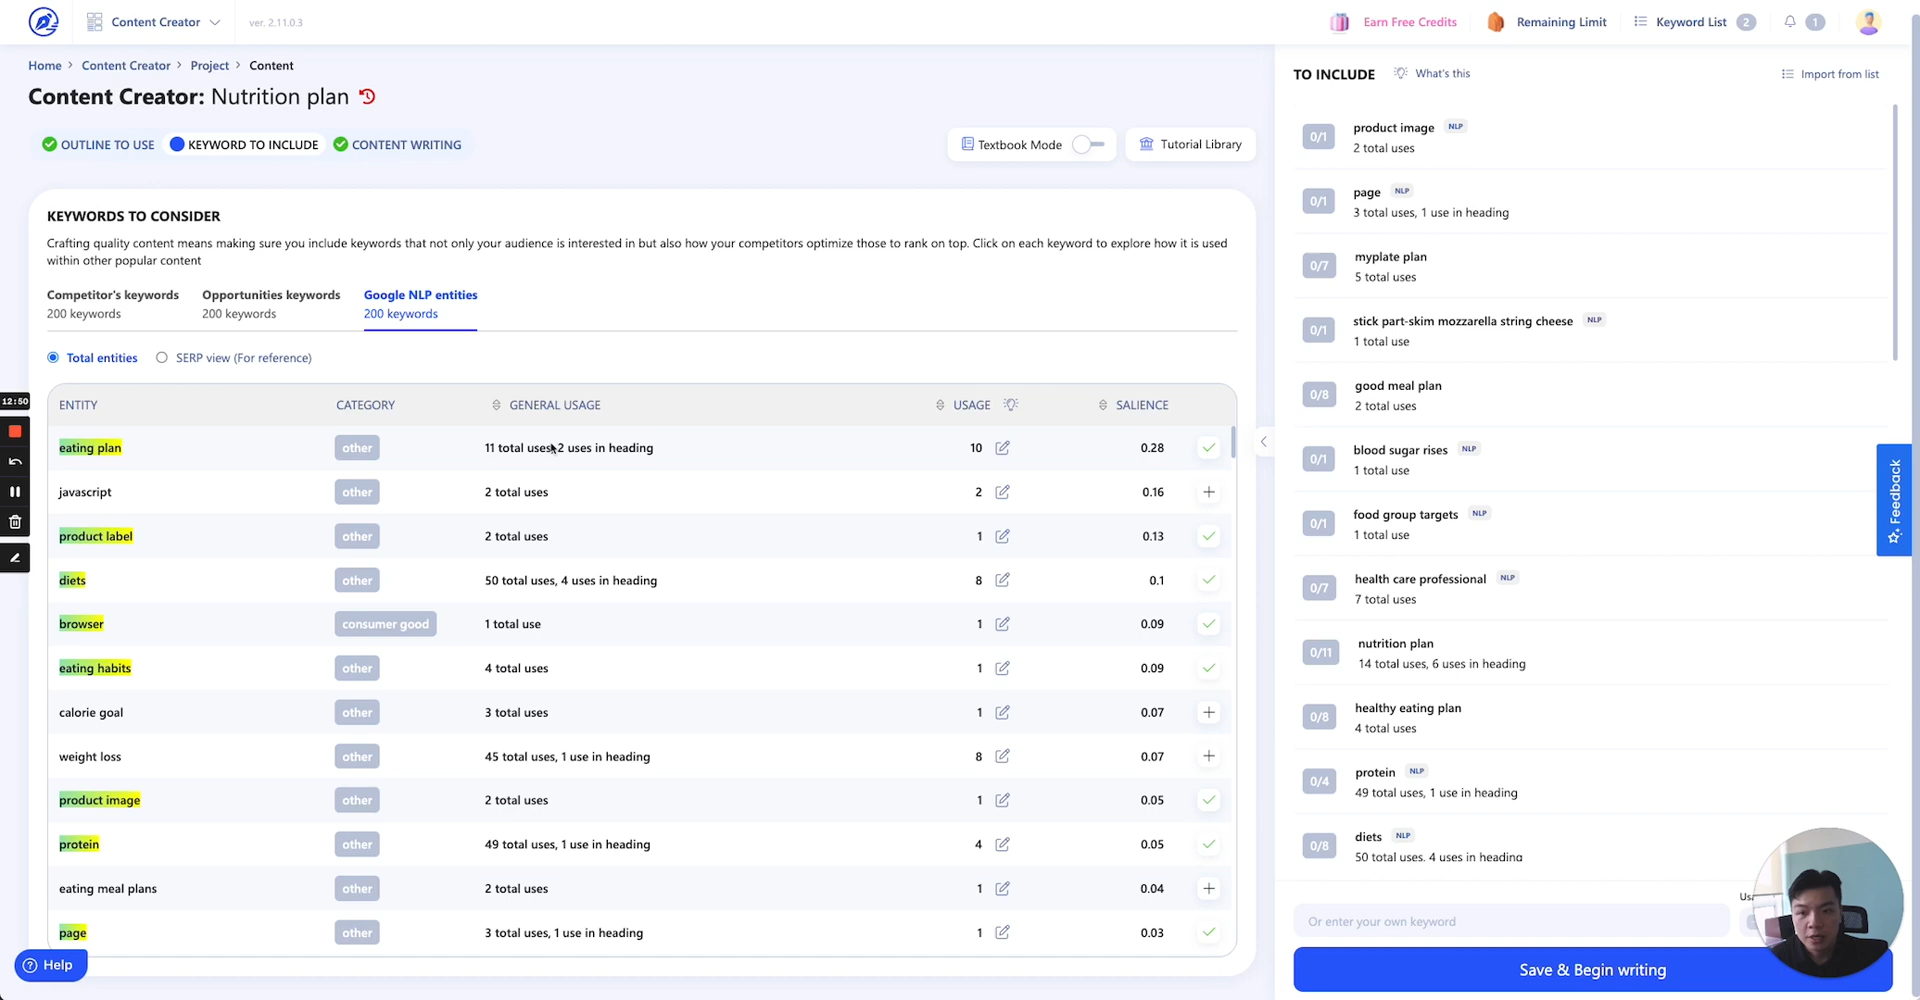 Content Creator
ver. 2.11.0.3
Earn Free Credits
Remaining Limit
Keyword List 2
1
Home > Content Creator > Project > Content
Content Creator: Nutrition plan
OUTLINE TO USE
KEYWORD TO INCLUDE
CONTENT WRITING
Textbook Mode
Tutorial Library
KEYWORDS TO CONSIDER
Crafting quality content means making sure you include keywords that not only your audience is interested in but also how your competitors optimize those to rank on top. Click on each keyword to explore how it is used
within other popular content
Competitor's keywords
200 keywords
Opportunities keywords
200 keywords
Google NLP entities
200 keywords
Total entities
SERP view (For reference)
ENTITY CATEGORY GENERAL USAGE USAGE SALIENCE
eating plan other 11 total uses, 2 uses in heading 10 0.28
javascript other 2 total uses 2 0.16
product label other 2 total uses 1 0.13
diets other 50 total uses, 4 uses in heading 8 0.1
browser consumer good 1 total use 1 0.09
eating habits other 4 total uses 1 0.09
calorie goal other 3 total uses 1 0.07
weight loss other 45 total uses, 1 use in heading 8 0.07
product image other 2 total uses 1 0.05
protein other 49 total uses, 1 use in heading 4 0.05
eating meal plans other 2 total uses 1 0.04
page other 3 total uses, 1 use in heading 1 0.03
12:50
Help
TO INCLUDE
What's this
Import from list
0/1 product image NLP
2 total uses
0/1 page NLP
3 total uses, 1 use in heading
0/7 myplate plan
5 total uses
0/1 stick part-skim mozzarella string cheese NLP
1 total use
0/8 good meal plan
2 total uses
0/1 blood sugar rises NLP
1 total use
0/1 food group targets NLP
1 total use
0/7 health care professional NLP
7 total uses
0/11 nutrition plan
14 total uses, 6 uses in heading
0/8 healthy eating plan
4 total uses
0/4 protein NLP
49 total uses, 1 use in heading
0/8 diets NLP
50 total uses, 4 uses in heading
Or enter your own keyword
Save & Begin writing
Feedback